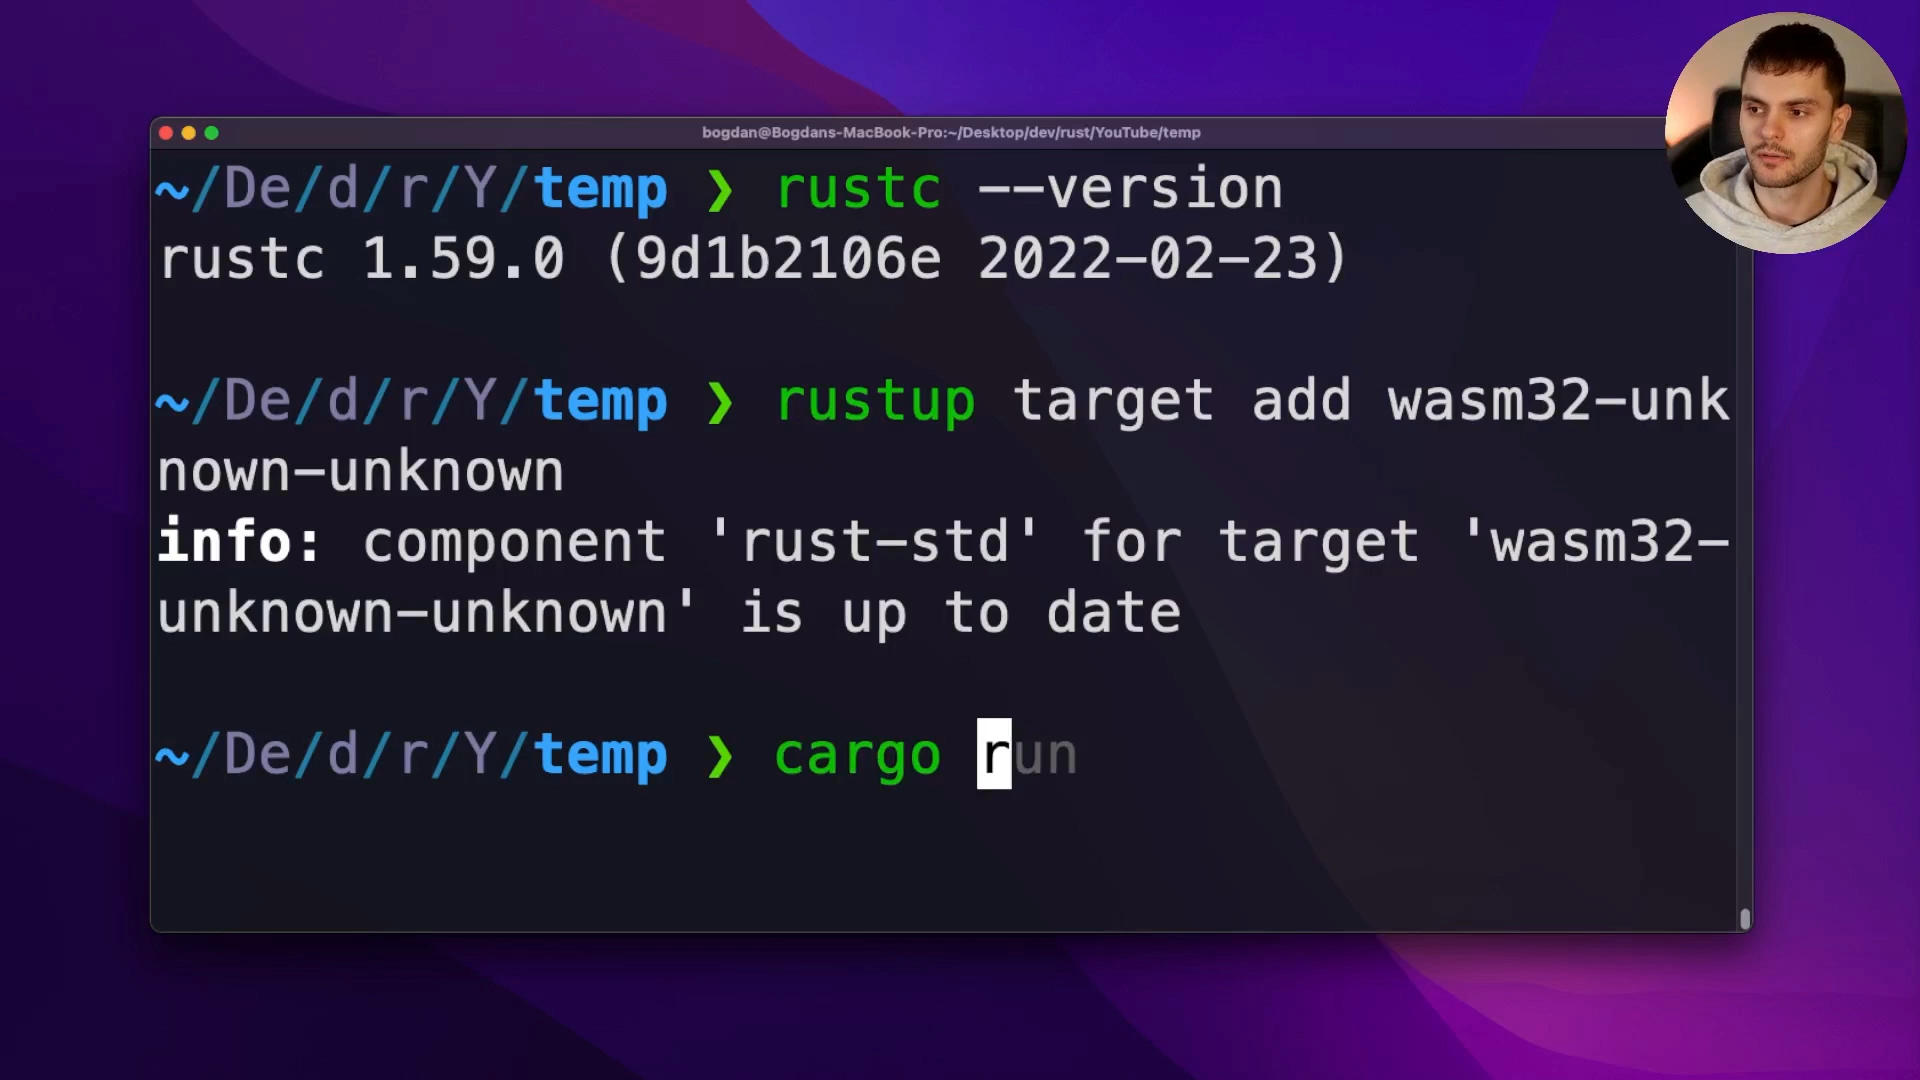 bogdan@Bogdans-MacBook-Pro:~/Desktop/dev/rust/YouTube/temp
~/De/d/r/Y/temp ❯ rustc --version
rustc 1.59.0 (9d1b2106e 2022-02-23)
~/De/d/r/Y/temp ❯ rustup target add wasm32-unk
nown-unknown
info: component 'rust-std' for target 'wasm32-
unknown-unknown' is up to date
~/De/d/r/Y/temp ❯ cargo run